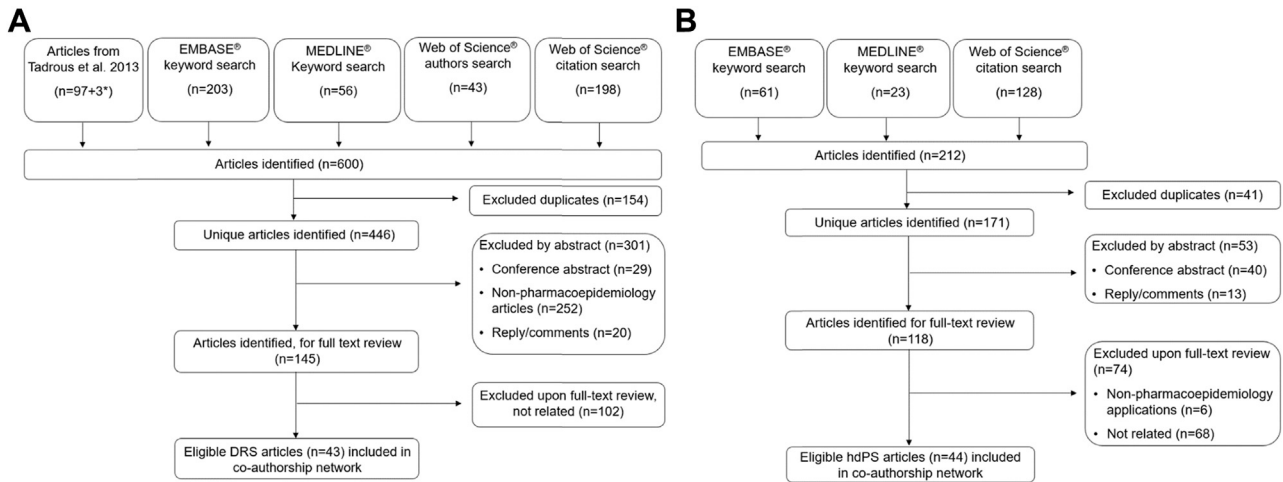 A
Articles from
Tadrous et al. 2013
(n=97+3*)
EMBASE®
keyword search
(n=203)
MEDLINE®
Keyword search
(n=56)
Web of Science®
authors search
(n=43)
Web of Science®
citation search
(n=198)
Articles identified (n=600)
Excluded duplicates (n=154)
Unique articles identified (n=446)
Excluded by abstract (n=301)
• Conference abstract (n=29)
• Non-pharmacoepidemiology
articles (n=252)
• Reply/comments (n=20)
Articles identified, for full text review
(n=145)
Excluded upon full-text review,
not related (n=102)
Eligible DRS articles (n=43) included in
co-authorship network
B
EMBASE®
keyword search
(n=61)
MEDLINE®
keyword search
(n=23)
Web of Science®
citation search
(n=128)
Articles identified (n=212)
Excluded duplicates (n=41)
Unique articles identified (n=171)
Excluded by abstract (n=53)
• Conference abstract (n=40)
• Reply/comments (n=13)
Articles identified for full-text review
(n=118)
Excluded upon full-text review
(n=74)
• Non-pharmacoepidemiology
applications (n=6)
• Not related (n=68)
Eligible hdPS articles (n=44) included
in co-authorship network